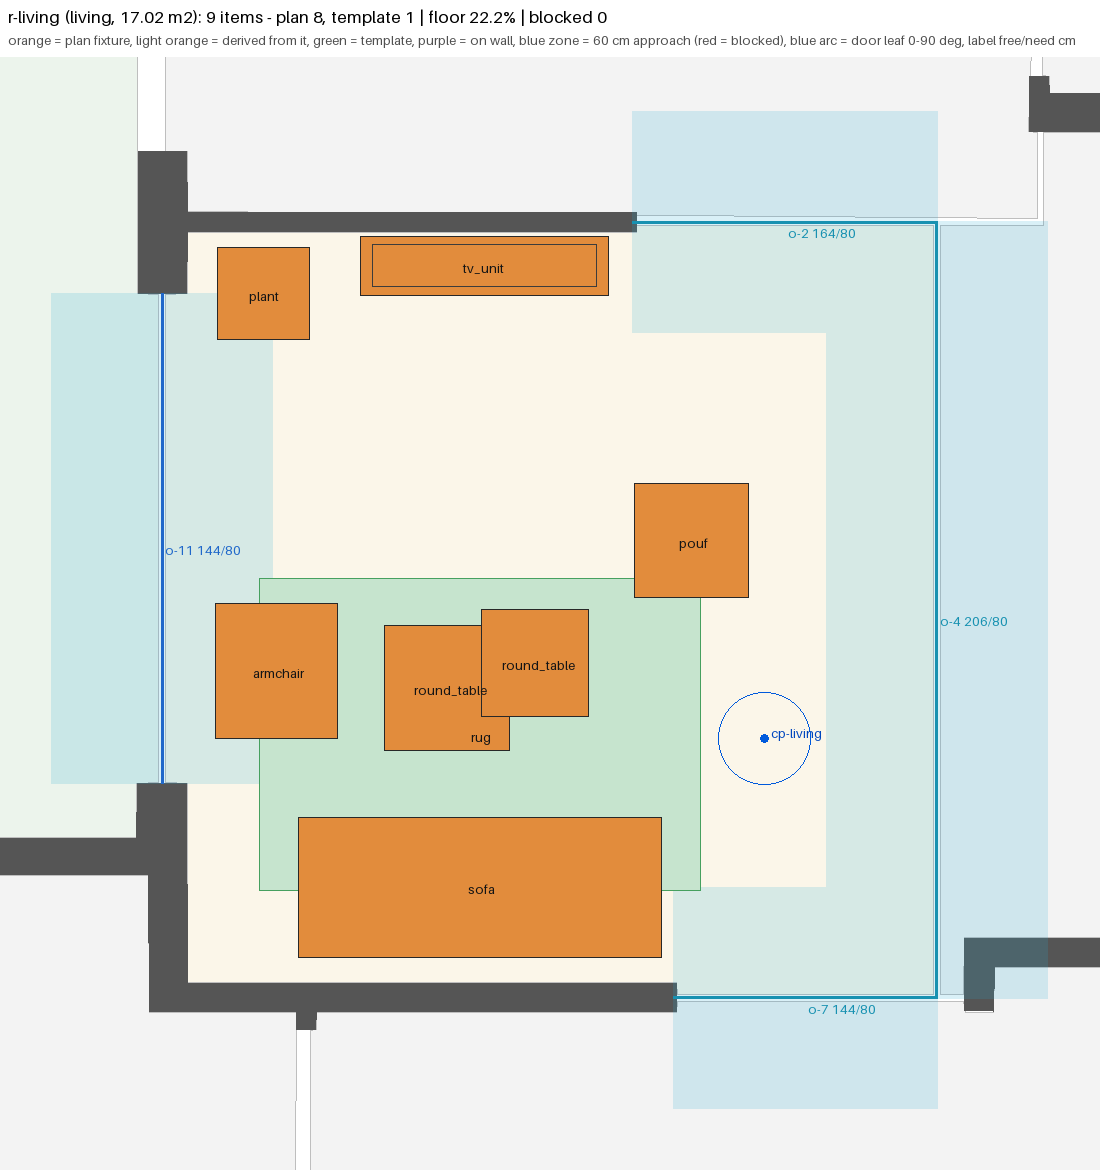 r-living (living, 17.02 m2): 9 items - plan 8, template 1 | floor 22.2% | blocked 0
orange = plan fixture, light orange = derived from it, green = template, purple = on wall, blue zone = 60 cm approach (red = blocked), blue arc = door leaf 0-90 deg, label free/need cm
o-2 164/80
tv_unit
plant
pouf
o-11 144/80
o-4 206/80
round_table
armchair
round_table
cp-living
rug
sofa
o-7 144/80